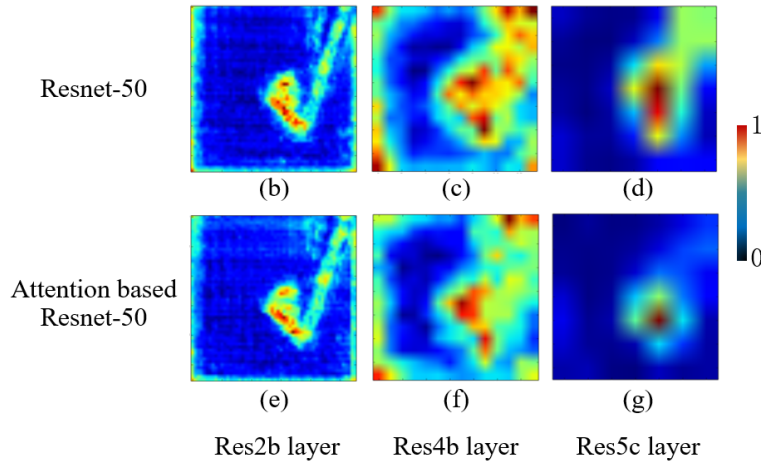 Resnet-50
(b)
(c)
(d)
1
0
Attention based
Resnet-50
(e)
(f)
(g)
Res2b layer
Res4b layer
Res5c layer